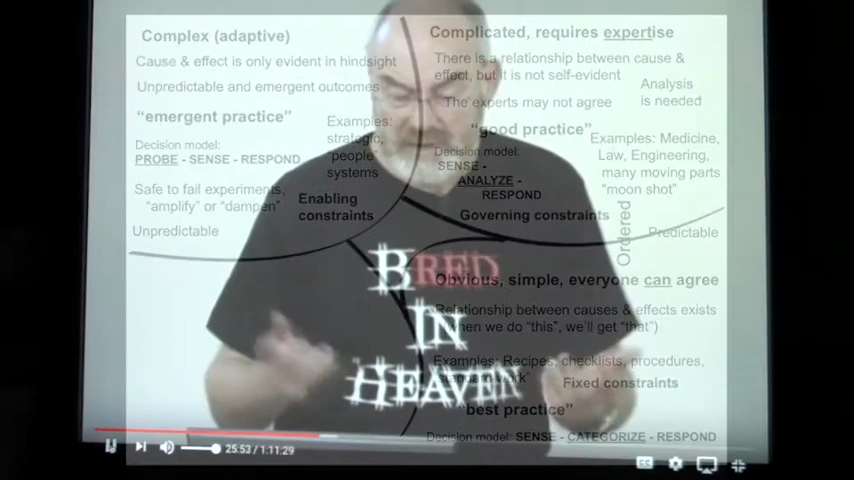 Complex (adaptive)
Cause & effect is only evident in hindsight
Unpredictable and emergent outcomes
“emergent practice”
Examples:
strategic,
“people”
systems
Decision model:
PROBE - SENSE - RESPOND
Safe to fail experiments,
“amplify” or “dampen”
Enabling
constraints
Unpredictable
Complicated, requires expertise
There is a relationship between cause &
effect, but it is not self-evident
Analysis
is needed
The experts may not agree
“good practice”
Examples: Medicine,
Law, Engineering,
many moving parts
“moon shot”
Decision model:
SENSE -
ANALYZE -
RESPOND
Governing constraints
Ordered
Predictable
Obvious, simple, everyone can agree
Relationship between causes & effects exists
(when we do “this”, we’ll get “that”)
Examples: Recipes, checklists, procedures,
“standard work”
Fixed constraints
“best practice”
Decision model: SENSE - CATEGORIZE - RESPOND
BRED
IN
HEAVEN
25:53 / 1:11:29
CC